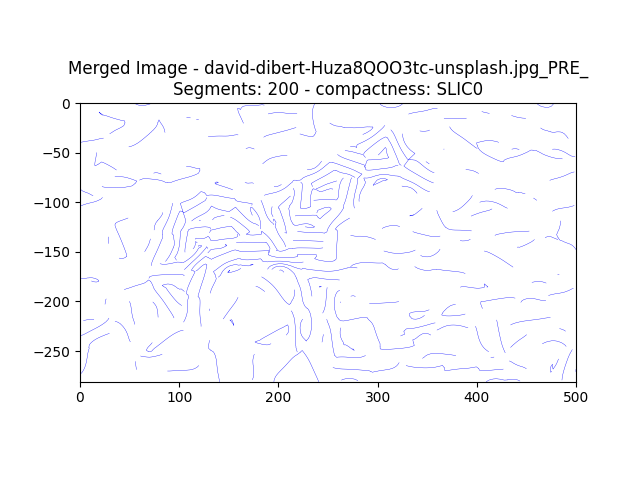 Merged Image - david-dibert-Huza8QOO3tc-unsplash.jpg_PRE_
Segments: 200 - compactness: SLIC0
0
−50
−100
−150
−200
−250
0 100 200 300 400 500